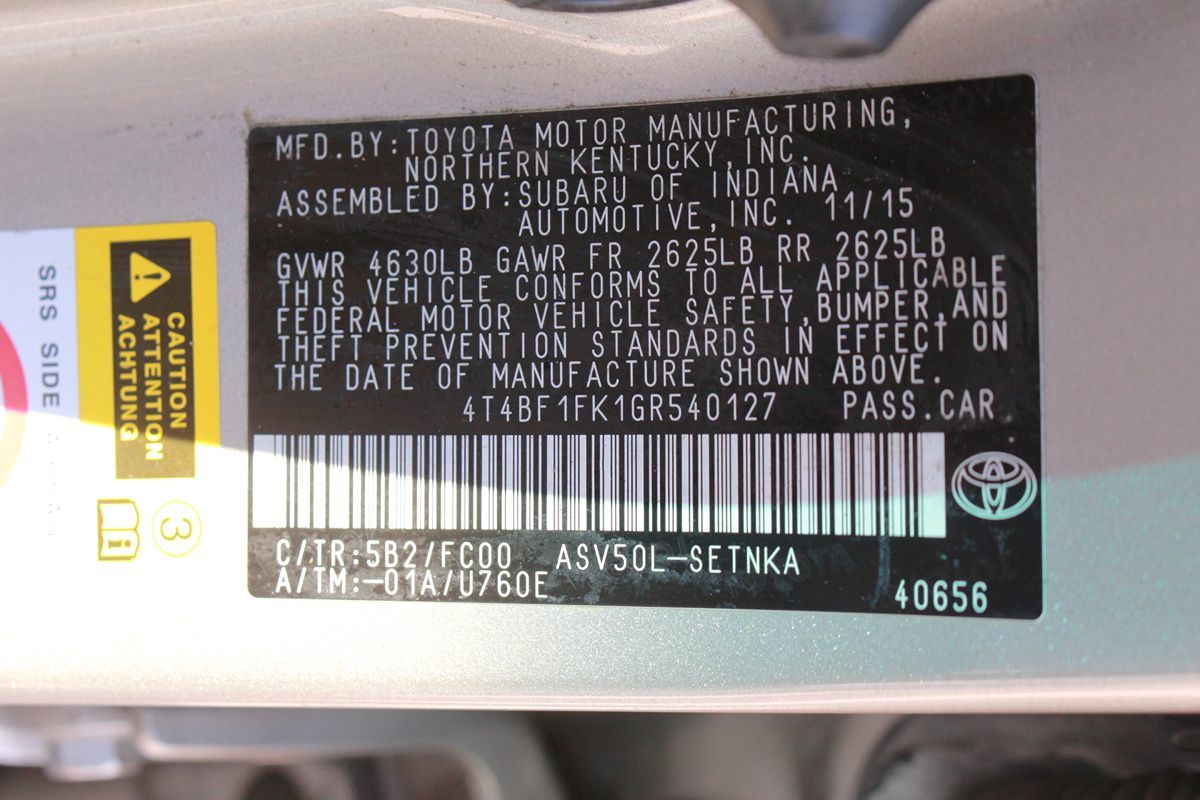 MFD.BY:TOYOTA MOTOR MANUFACTURING,
NORTHERN KENTUCKY,INC.
ASSEMBLED BY:SUBARU OF INDIANA
AUTOMOTIVE,INC. 11/15
GVWR 4630LB GAWR FR 2625LB RR 2625LB
THIS VEHICLE CONFORMS TO ALL APPLICABLE
FEDERAL MOTOR VEHICLE SAFETY,BUMPER,AND
THEFT PREVENTION STANDARDS IN EFFECT ON
THE DATE OF MANUFACTURE SHOWN ABOVE.
4T4BF1FK1GR540127 PASS.CAR
C/TR:5B2/FC00 ASV50L-SETNKA
A/TM:-01A/U760E 40656
CAUTION
ATTENTION
ACHTUNG
3
SRS SIDE